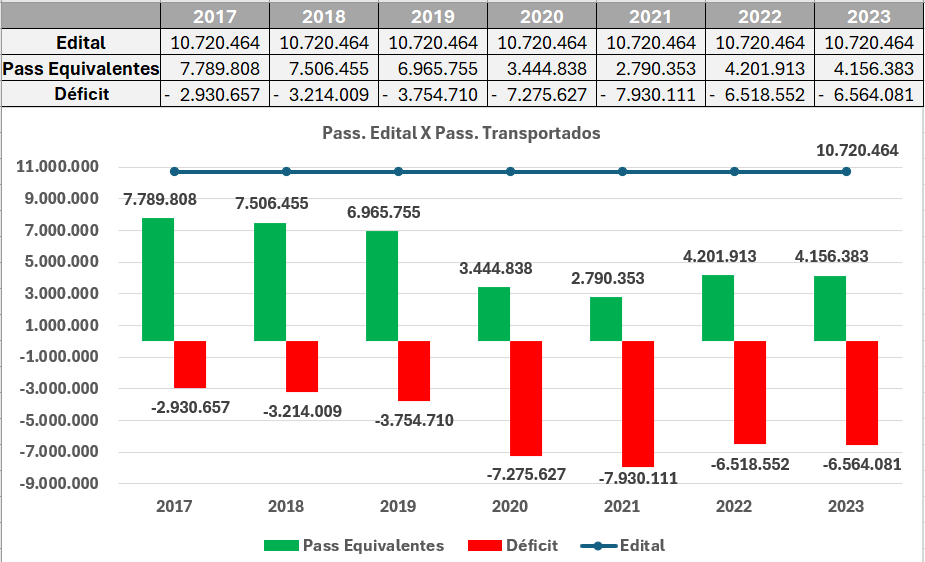 2017 2018 2019 2020 2021 2022 2023
Edital 10.720.464 10.720.464 10.720.464 10.720.464 10.720.464 10.720.464 10.720.464
Pass Equivalentes 7.789.808 7.506.455 6.965.755 3.444.838 2.790.353 4.201.913 4.156.383
Déficit - 2.930.657 - 3.214.009 - 3.754.710 - 7.275.627 - 7.930.111 - 6.518.552 - 6.564.081
Pass. Edital X Pass. Transportados
10.720.464
11.000.000
9.000.000
7.000.000
5.000.000
3.000.000
1.000.000
-1.000.000
-3.000.000
-5.000.000
-7.000.000
-9.000.000
7.789.808 7.506.455 6.965.755 3.444.838 2.790.353 4.201.913 4.156.383
-2.930.657 -3.214.009 -3.754.710 -7.275.627 -7.930.111 -6.518.552 -6.564.081
2017 2018 2019 2020 2021 2022 2023
Pass Equivalentes Déficit Edital